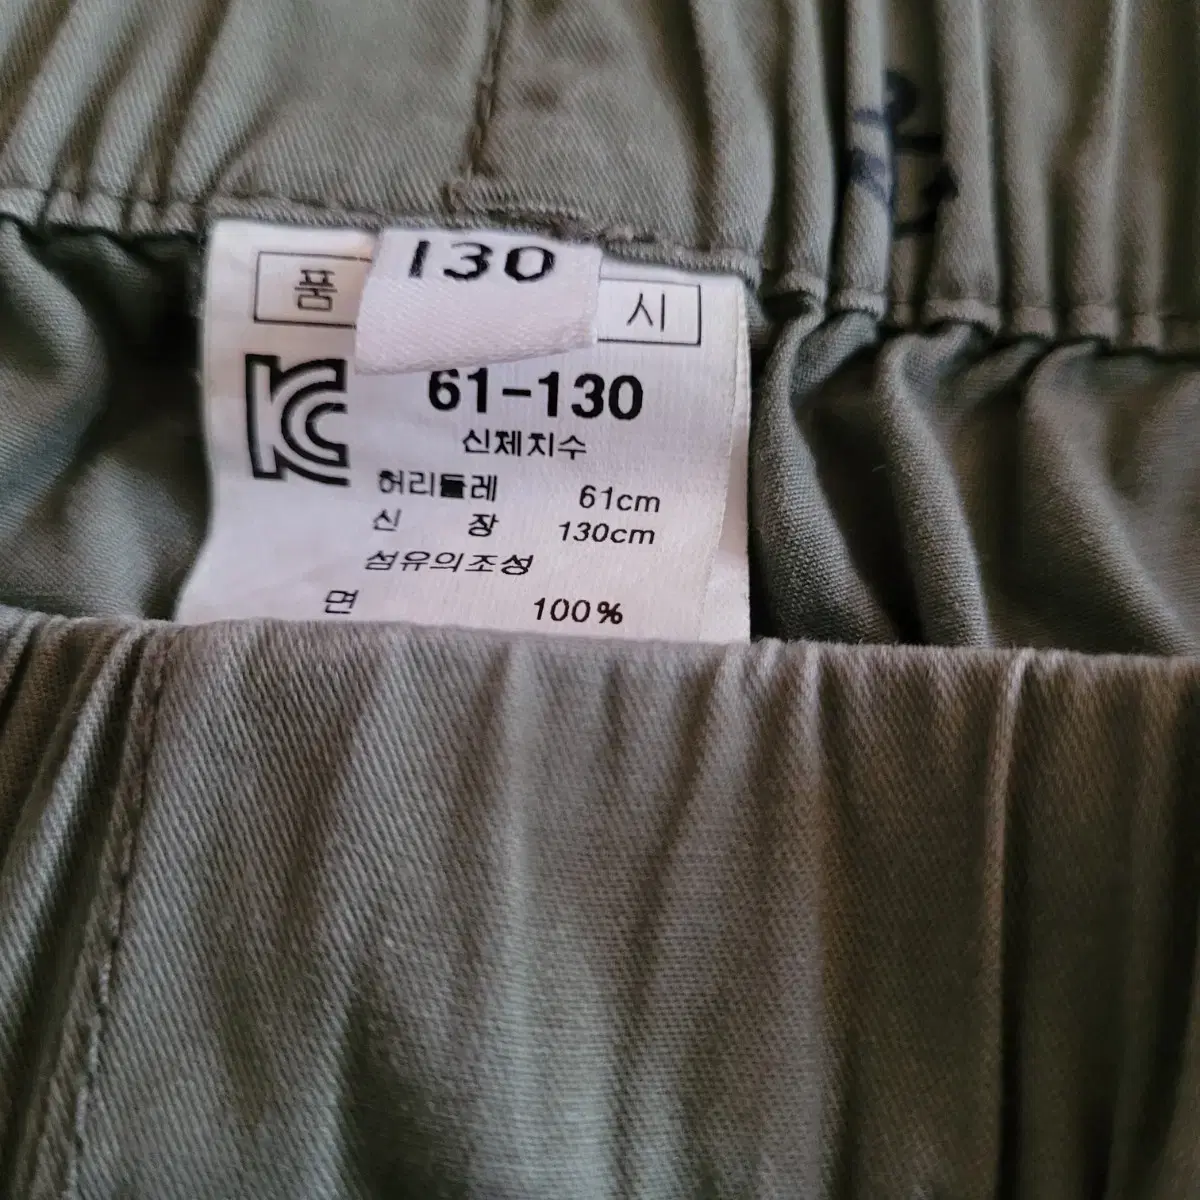 130
품 시
KC
61-130
신체치수
허리둘레 61cm
신 장 130cm
섬유의조성
면 100%